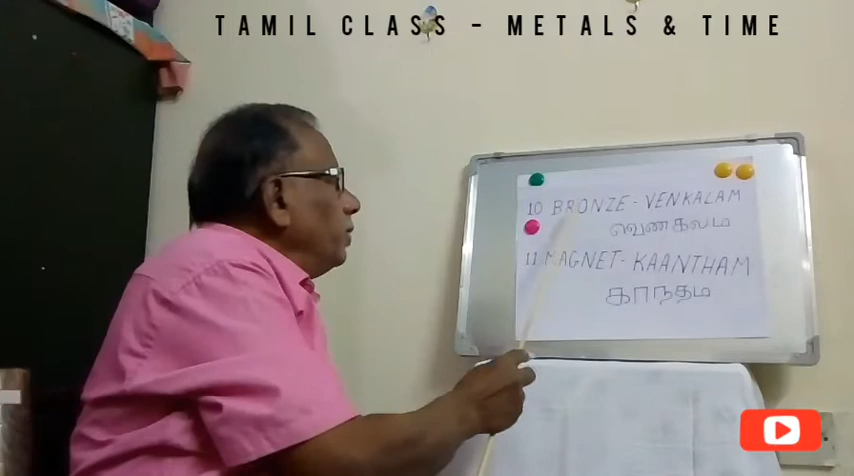 TAMIL CLASS - METALS & TIME
10 BRONZE - VENKALAM
வெணகலம
11 MAGNET - KAANTHAM
காநதம